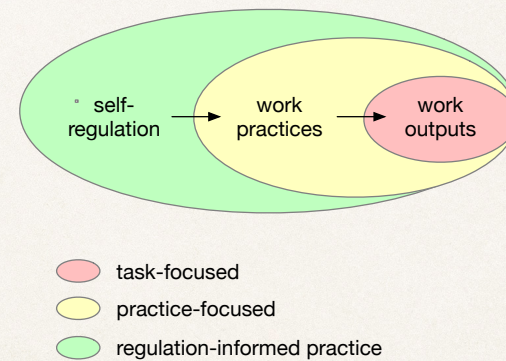 self-
regulation
work
practices
work
outputs
task-focused
practice-focused
regulation-informed practice